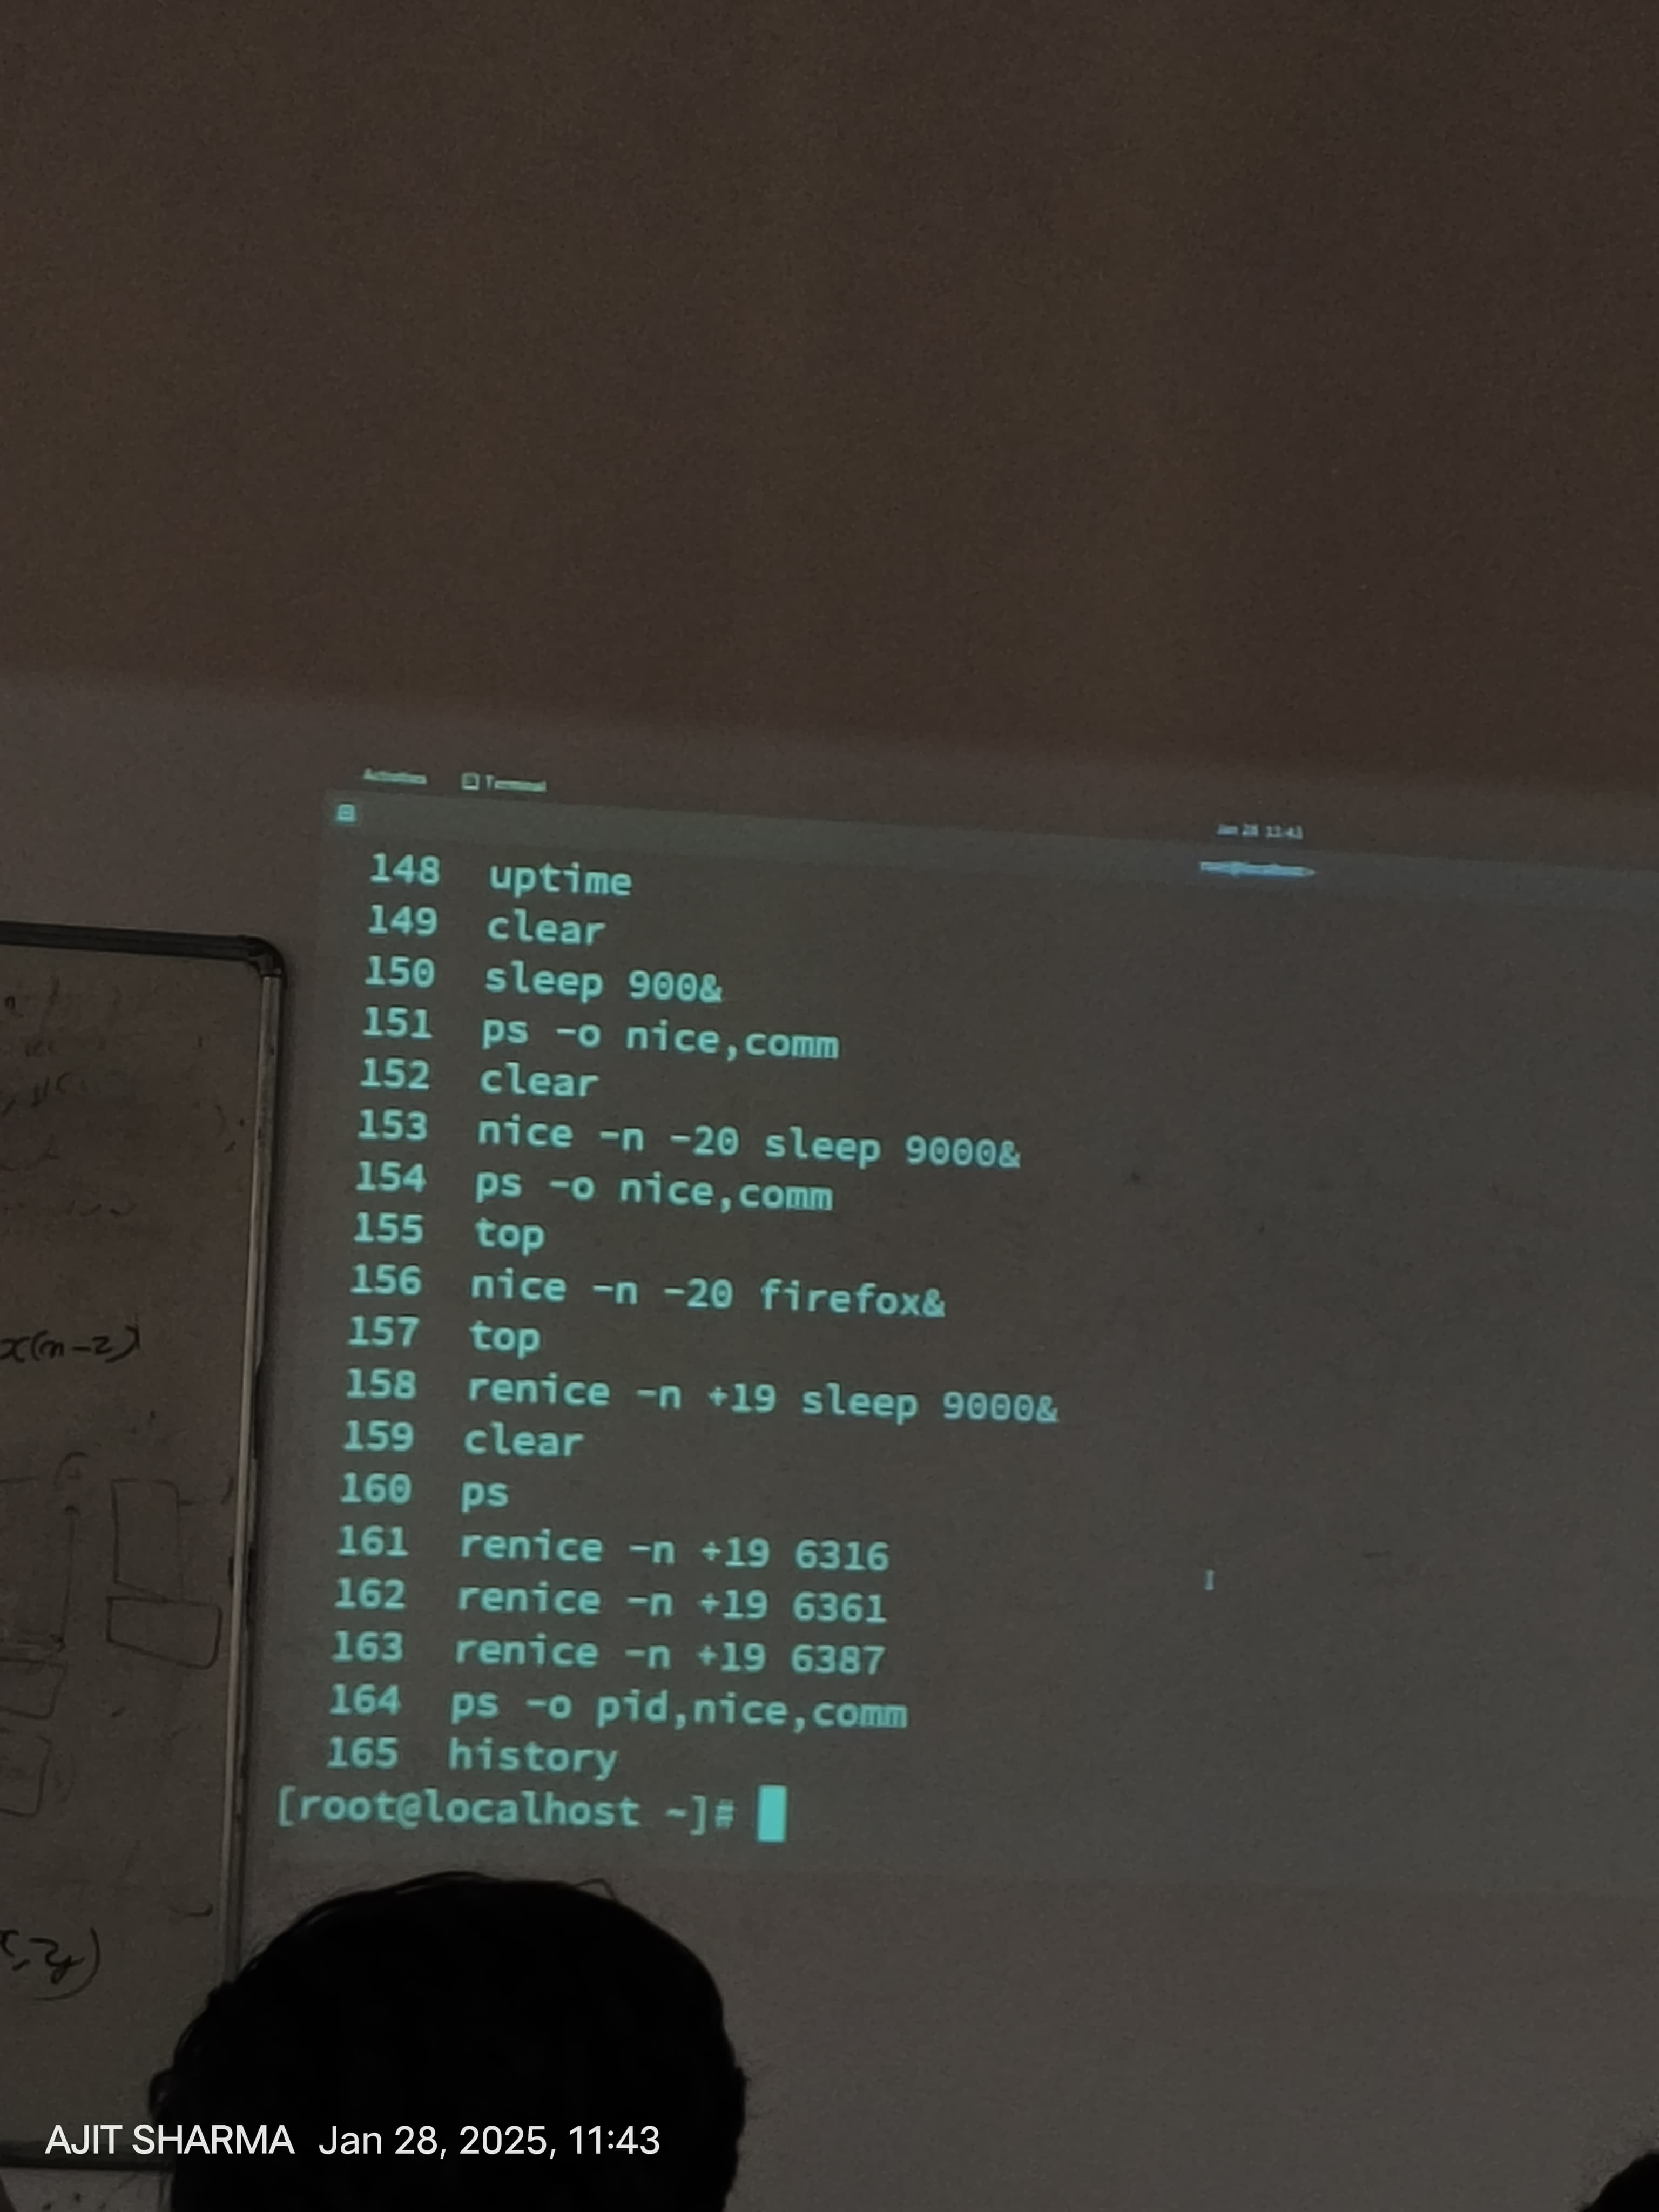 Activities Terminal
Jan 28 11:43
148 uptime
149 clear
150 sleep 900&
151 ps -o nice,comm
152 clear
153 nice -n -20 sleep 9000&
154 ps -o nice,comm
155 top
156 nice -n -20 firefox&
157 top
158 renice -n +19 sleep 9000&
159 clear
160 ps
161 renice -n +19 6316
162 renice -n +19 6361
163 renice -n +19 6387
164 ps -o pid,nice,comm
165 history
[root@localhost ~]#
x(n-2)
AJIT SHARMA Jan 28, 2025, 11:43